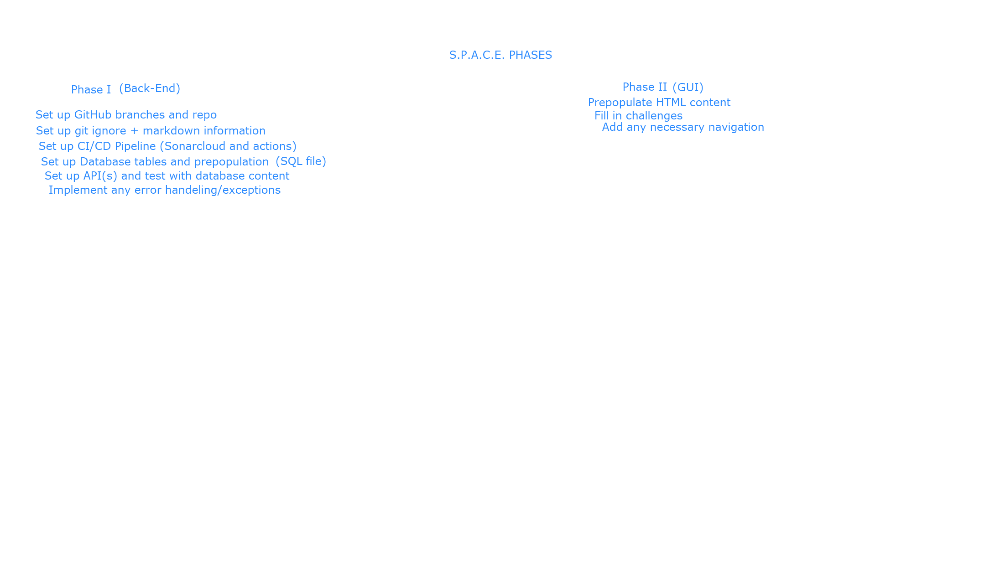 S.P.A.C.E. PHASES
Phase I (Back-End)
Set up GitHub branches and repo
Set up git ignore + markdown information
Set up CI/CD Pipeline (Sonarcloud and actions)
Set up Database tables and prepopulation (SQL file)
Set up API(s) and test with database content
Implement any error handeling/exceptions
Phase II (GUI)
Prepopulate HTML content
Fill in challenges
Add any necessary navigation